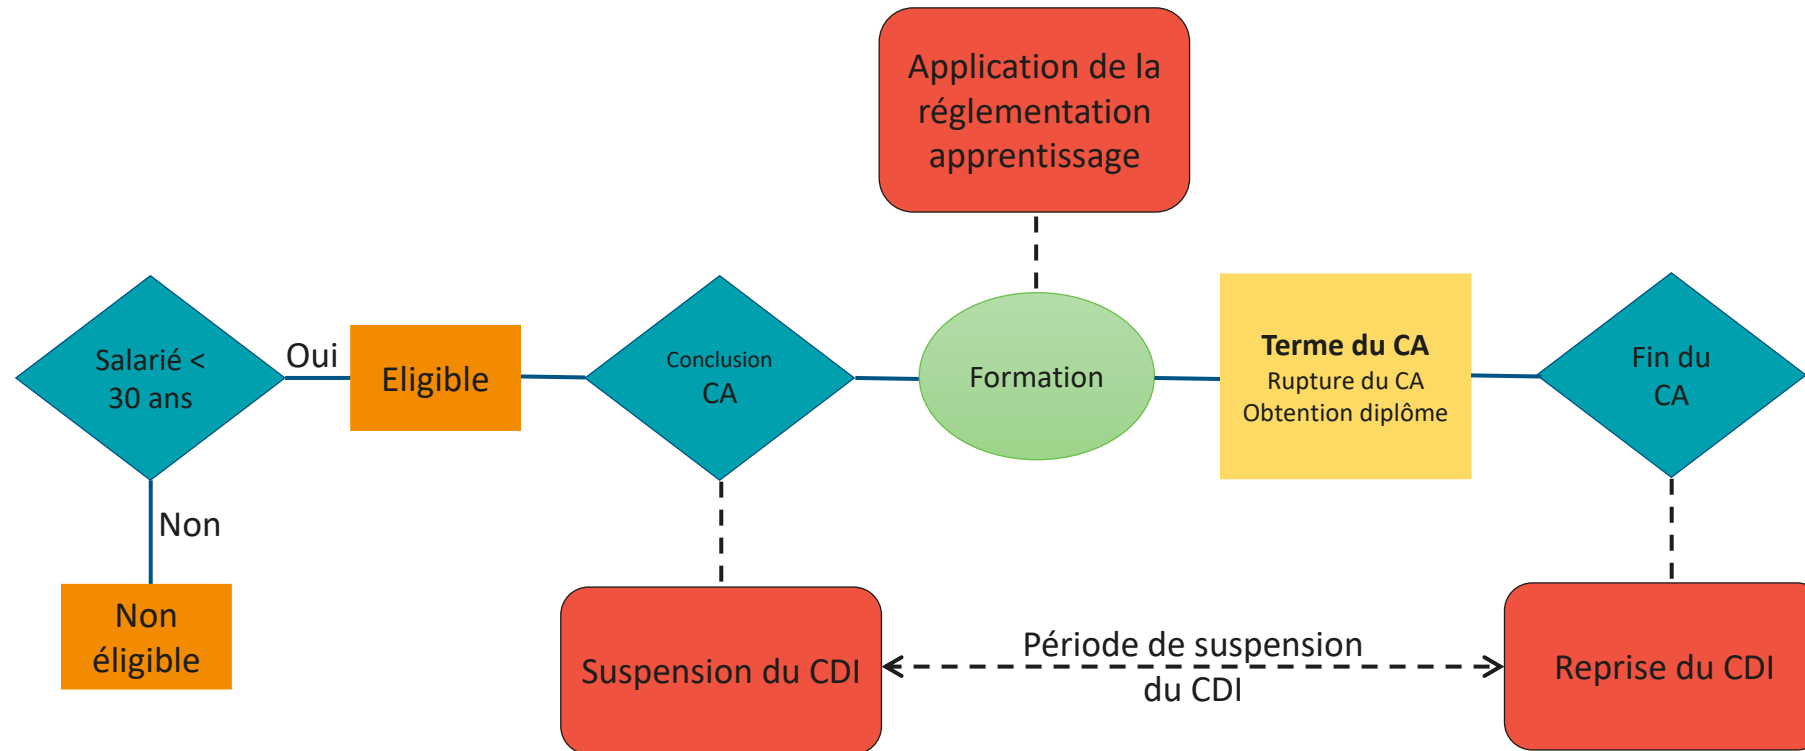 Application de la
réglementation
apprentissage
Salarié <
30 ans
Oui
Eligible
Conclusion
CA
Formation
Terme du CA
Rupture du CA
Obtention diplôme
Fin du
CA
Non
Non
éligible
Suspension du CDI
Période de suspension
du CDI
Reprise du CDI